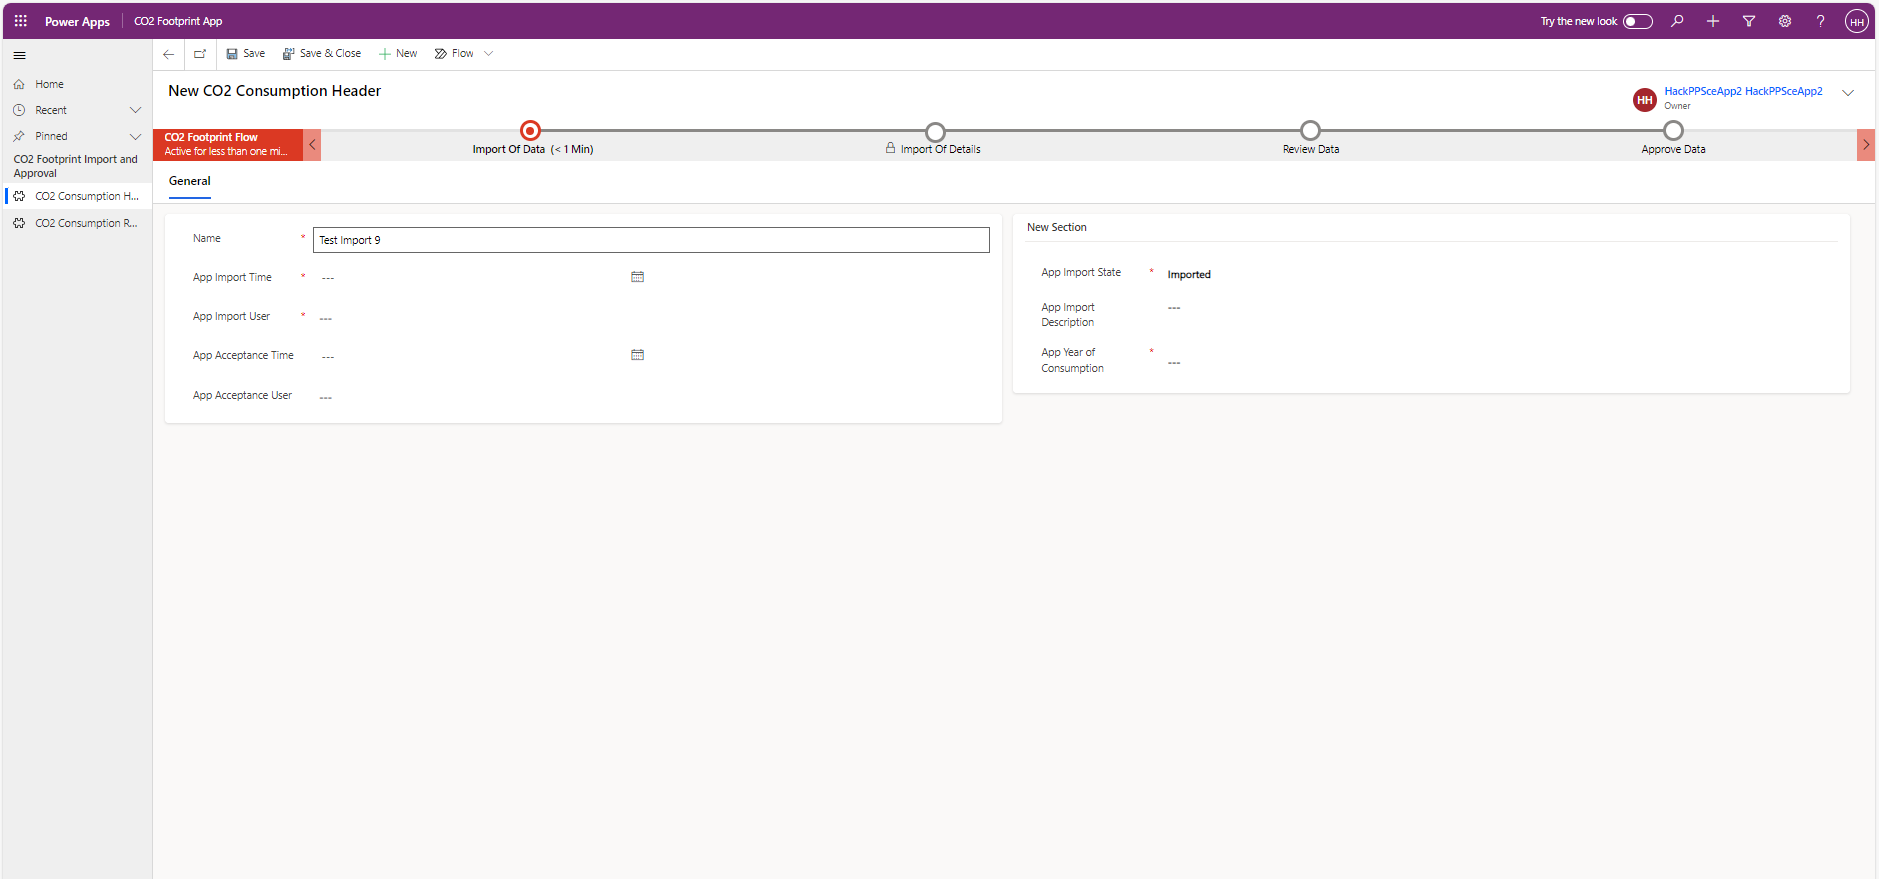 Power Apps
CO2 Footprint App
Try the new look
HH
Save
Save & Close
New
Flow
Home
Recent
Pinned
CO2 Footprint Import and
Approval
CO2 Consumption H...
CO2 Consumption R...
New CO2 Consumption Header
HH
HackPPSceApp2 HackPPSceApp2
Owner
CO2 Footprint Flow
Active for less than one mi...
Import Of Data (< 1 Min)
Import Of Details
Review Data
Approve Data
General
Name *
Test Import 9
App Import Time * ---
App Import User * ---
App Acceptance Time ---
App Acceptance User ---
New Section
App Import State * Imported
App Import
Description
---
App Year of
Consumption
* ---